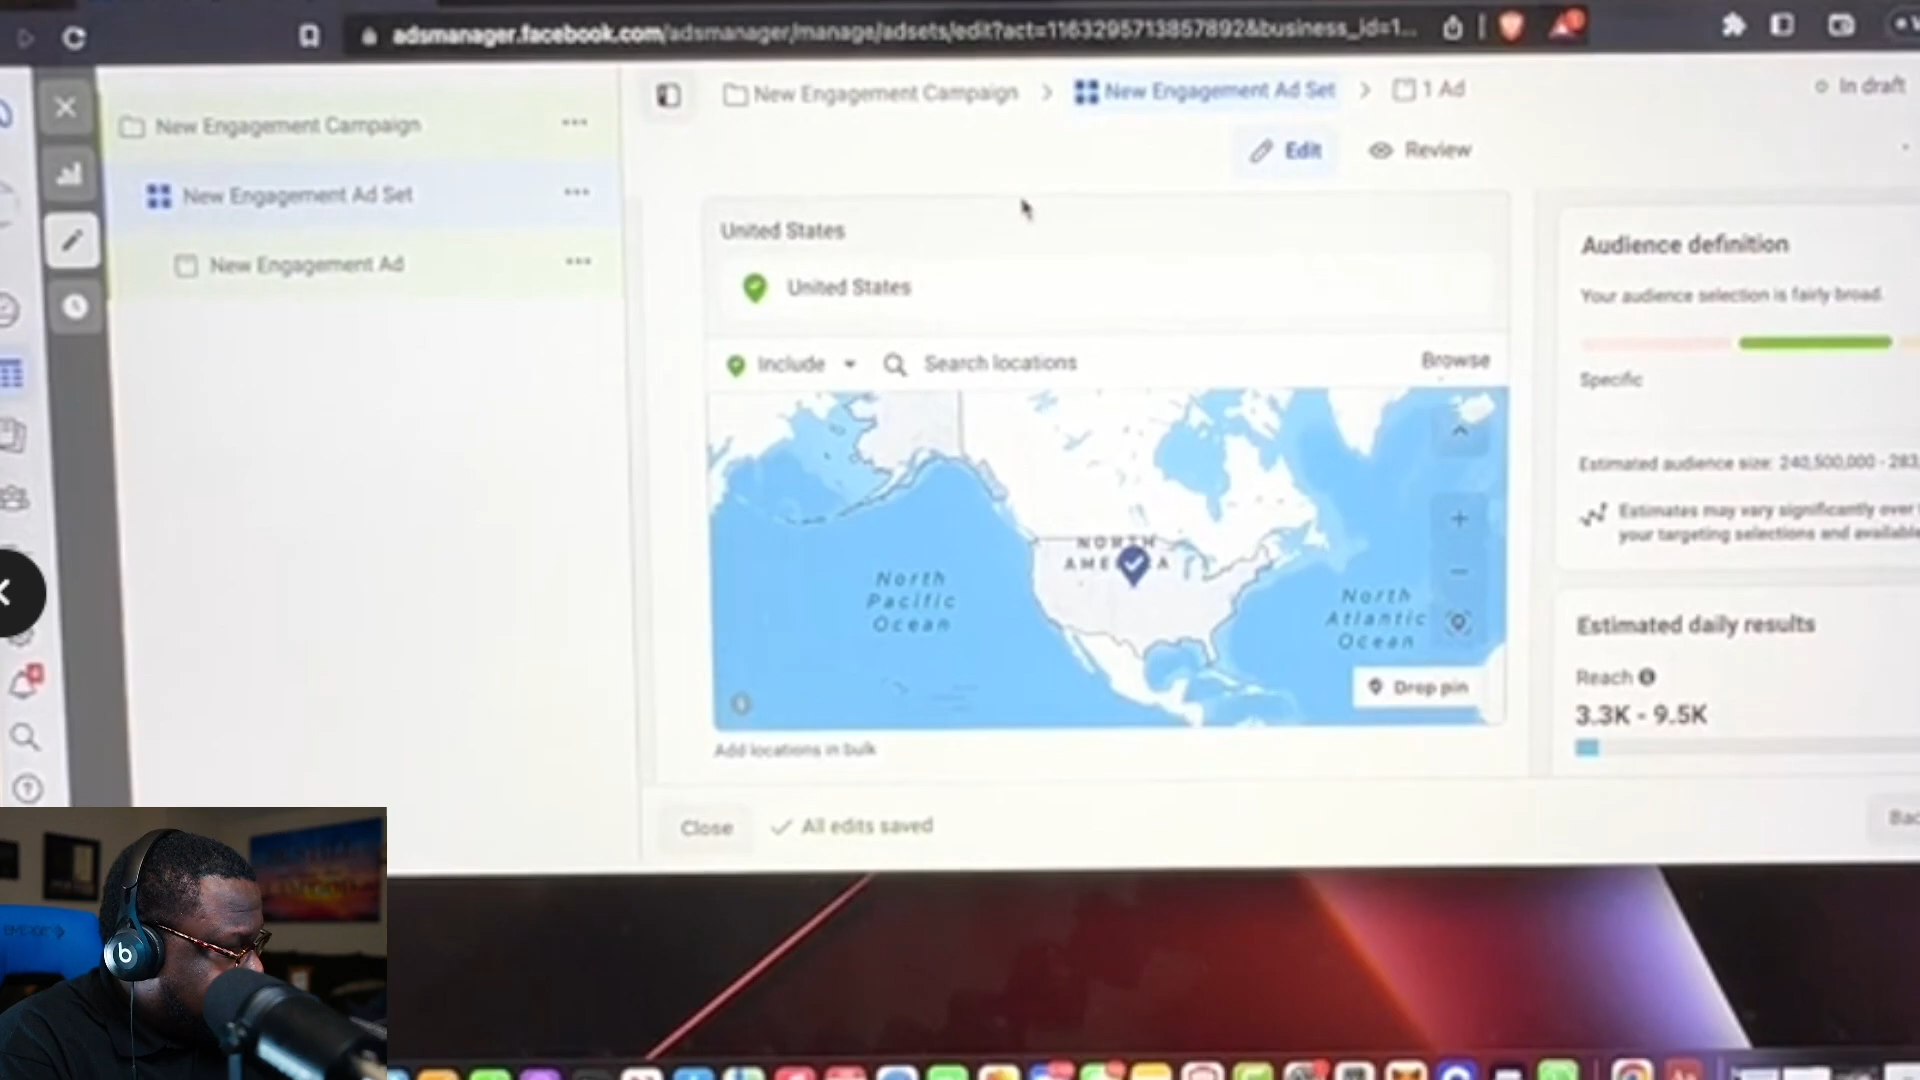 adsmanager.facebook.com/adsmanager/manage/adsets/edit?act=1163295713857892&business_id=1...
New Engagement Campaign
New Engagement Ad Set
New Engagement Ad
New Engagement Campaign > New Engagement Ad Set > 1 Ad
In draft
Edit
Review
United States
United States
Include
Search locations
Browse
NORTH
AME A
North
Pacific
Ocean
North
Atlantic
Ocean
Drop pin
Add locations in bulk
Close
All edits saved
Audience definition
Your audience selection is fairly broad.
Specific
Estimated audience size: 240,500,000 - 283,
Estimates may vary significantly over
your targeting selections and available
Estimated daily results
Reach
3.3K - 9.5K
Bac
b